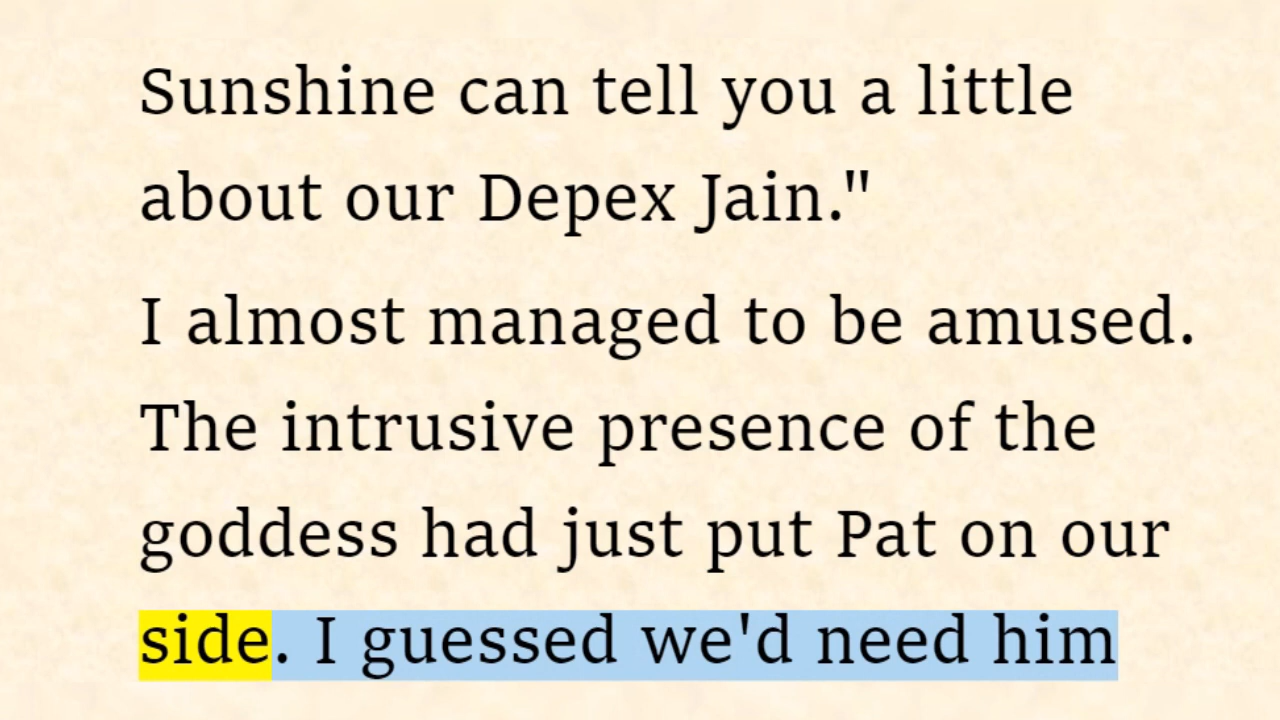 Sunshine can tell you a little
about our Depex Jain."
I almost managed to be amused.
The intrusive presence of the
goddess had just put Pat on our
side. I guessed we'd need him